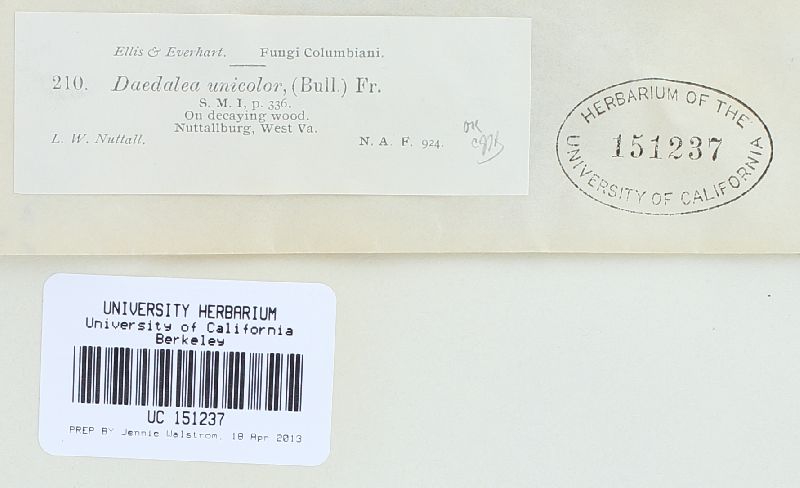 Ellis & Everhart. Fungi Columbiani.
210. Daedalea unicolor, (Bull.) Fr.
S. M. I, p. 336.
On decaying wood.
Nuttallburg, West Va.
L. W. Nuttall. N. A. F. 924.
OK
HERBARIUM OF THE
151237
UNIVERSITY OF CALIFORNIA
UNIVERSITY HERBARIUM
University of California
Berkeley
UC 151237
PREP BY Jennie Walstrom, 18 Apr 2013